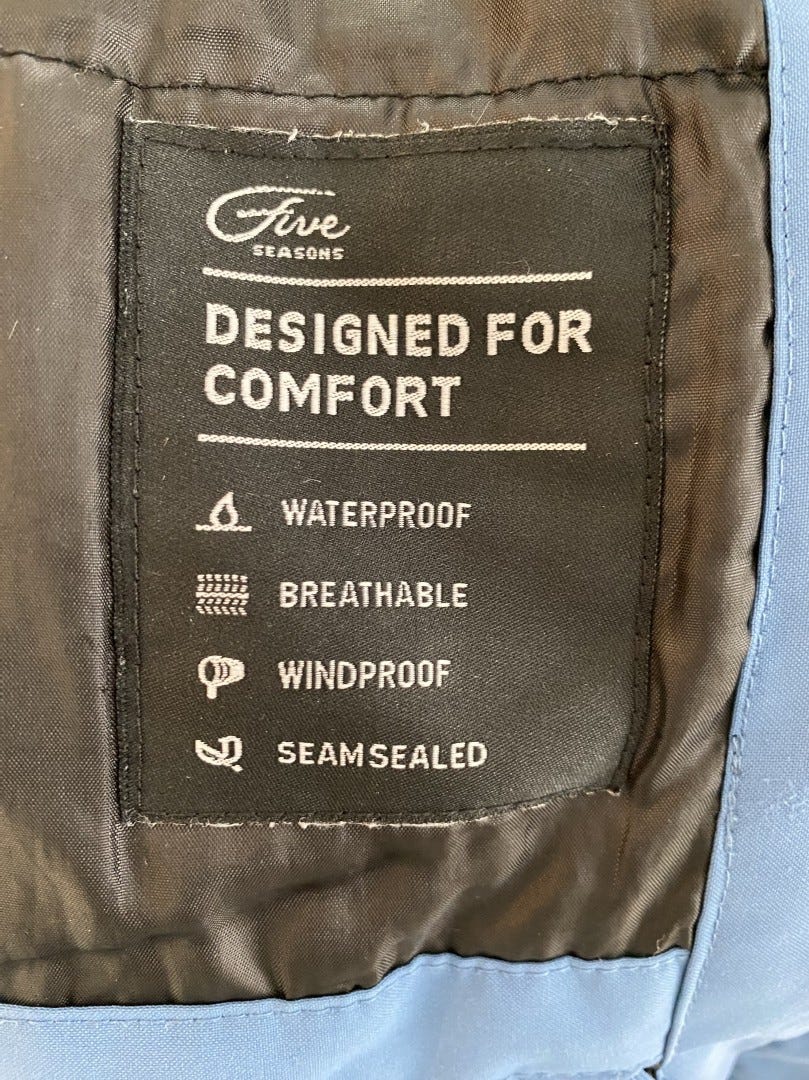 Five
SEASONS
DESIGNED FOR
COMFORT
WATERPROOF
BREATHABLE
WINDPROOF
SEAMSEALED